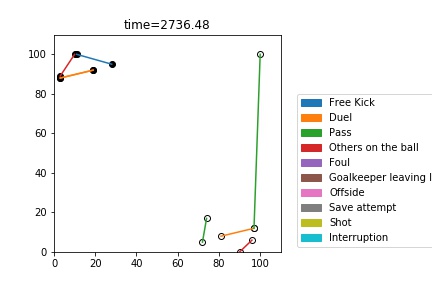 time=2736.48
100
80
60
40
20
0
0 20 40 60 80 100
Free Kick
Duel
Pass
Others on the ball
Foul
Goalkeeper leaving l
Offside
Save attempt
Shot
Interruption